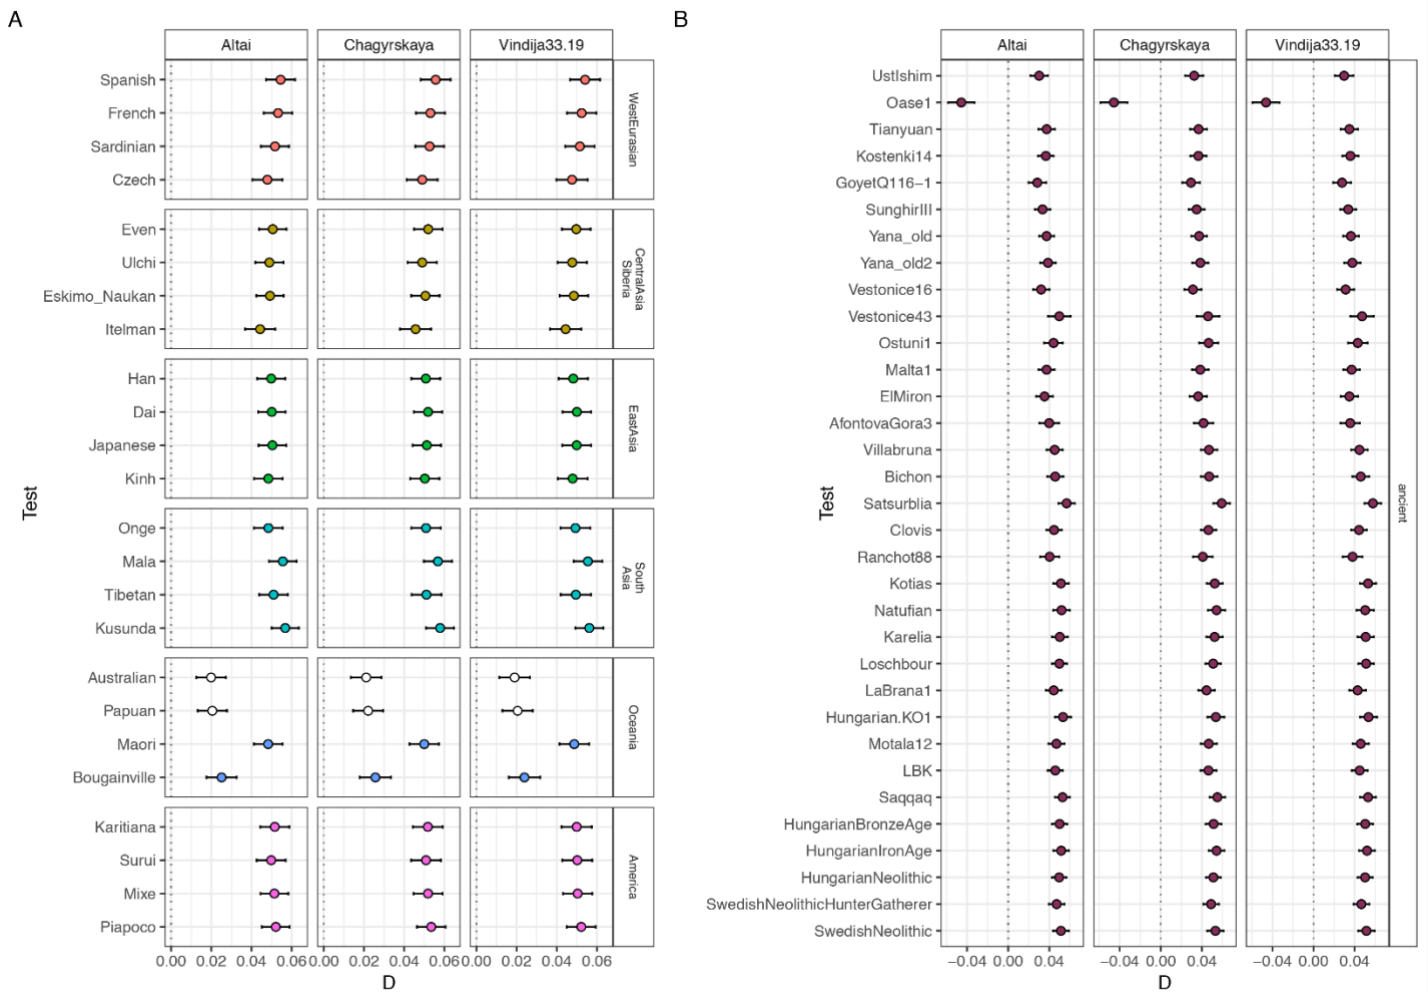 A
Altai
Chagyrskaya
Vindija33.19
Spanish
French
Sardinian
Czech
WestEurasian
Even
Ulchi
Eskimo_Naukan
Itelman
CentralAsia
Siberia
Han
Dai
Japanese
Kinh
EastAsia
Test
Onge
Mala
Tibetan
Kusunda
South
Asia
Australian
Papuan
Maori
Bougainville
Oceania
Karitiana
Surui
Mixe
Piapoco
America
0.00 0.02 0.04 0.06 0.00 0.02 0.04 0.06 0.00 0.02 0.04 0.06
D
B
Altai
Chagyrskaya
Vindija33.19
UstIshim
Oase1
Tianyuan
Kostenki14
GoyetQ116−1
SunghirIII
Yana_old
Yana_old2
Vestonice16
Vestonice43
Ostuni1
Malta1
ElMiron
AfontovaGora3
Villabruna
Bichon
Satsurblia
Clovis
Ranchot88
Kotias
Natufian
Karelia
Loschbour
LaBrana1
Hungarian.KO1
Motala12
LBK
Saqqaq
HungarianBronzeAge
HungarianIronAge
HungarianNeolithic
SwedishNeolithicHunterGatherer
SwedishNeolithic
Test
ancient
−0.04 0.00 0.04 −0.04 0.00 0.04 −0.04 0.00 0.04
D